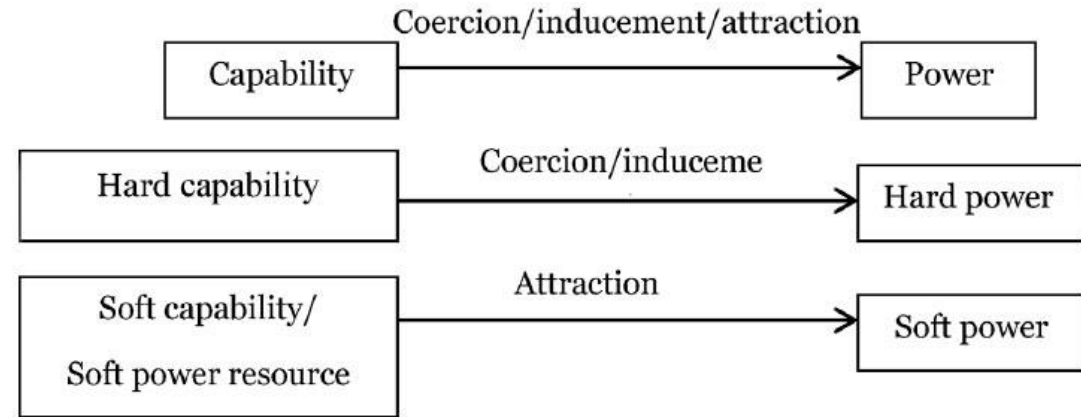 Coercion/inducement/attraction
Capability
Power
Coercion/induceme
Hard capability
Hard power
Attraction
Soft capability/
Soft power resource
Soft power